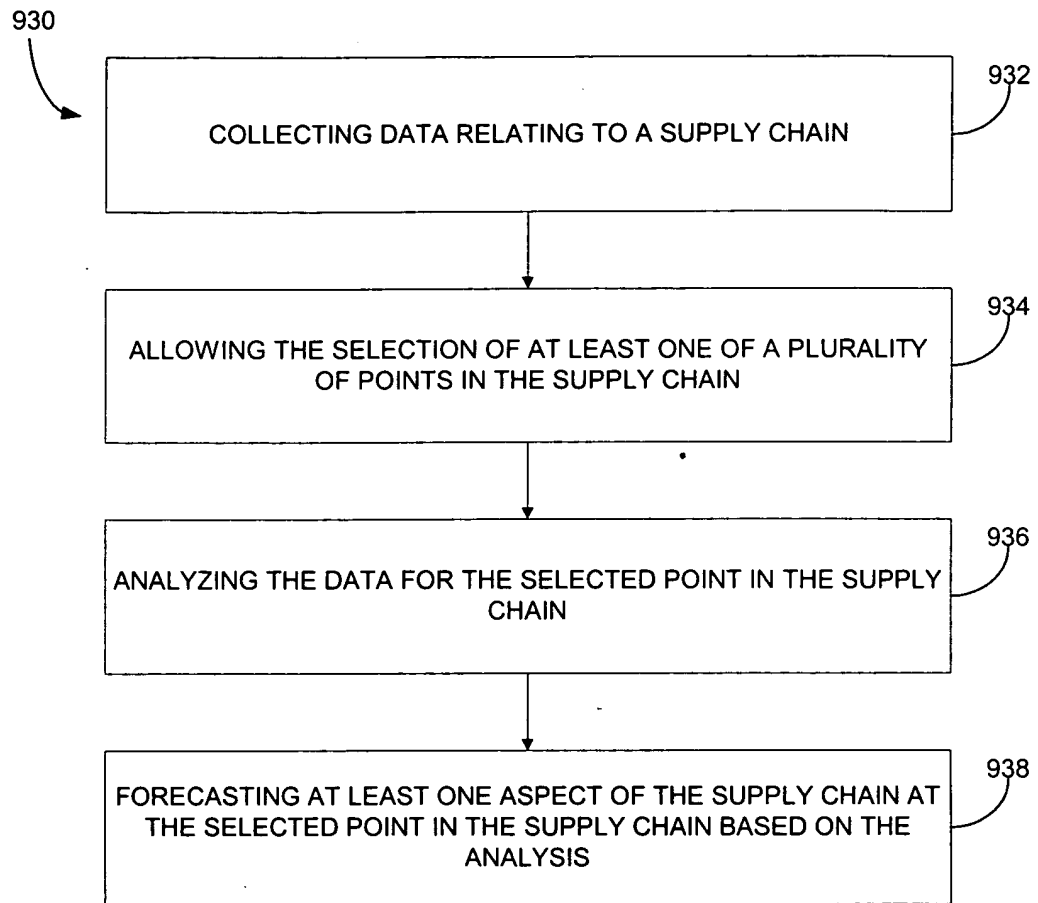 930
932
COLLECTING DATA RELATING TO A SUPPLY CHAIN
934
ALLOWING THE SELECTION OF AT LEAST ONE OF A PLURALITY
OF POINTS IN THE SUPPLY CHAIN
936
ANALYZING THE DATA FOR THE SELECTED POINT IN THE SUPPLY
CHAIN
938
FORECASTING AT LEAST ONE ASPECT OF THE SUPPLY CHAIN AT
THE SELECTED POINT IN THE SUPPLY CHAIN BASED ON THE
ANALYSIS